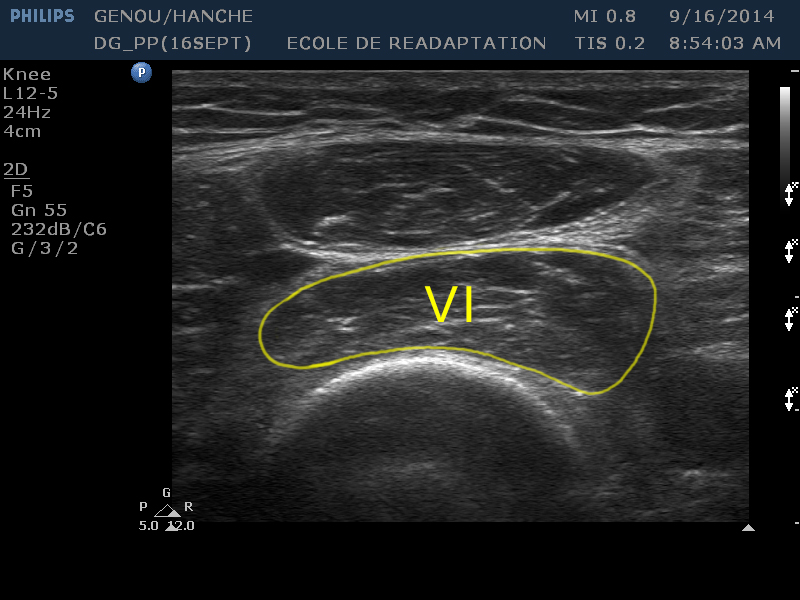 PHILIPS GENOU/HANCHE MI 0.8 9/16/2014
DG_PP(16SEPT) ECOLE DE READAPTATION TIS 0.2 8:54:03 AM
Knee
L12-5
24Hz
4cm
2D
F5
Gn 55
232dB/C6
G/3/2
P
VI
G
P R
5.0 12.0